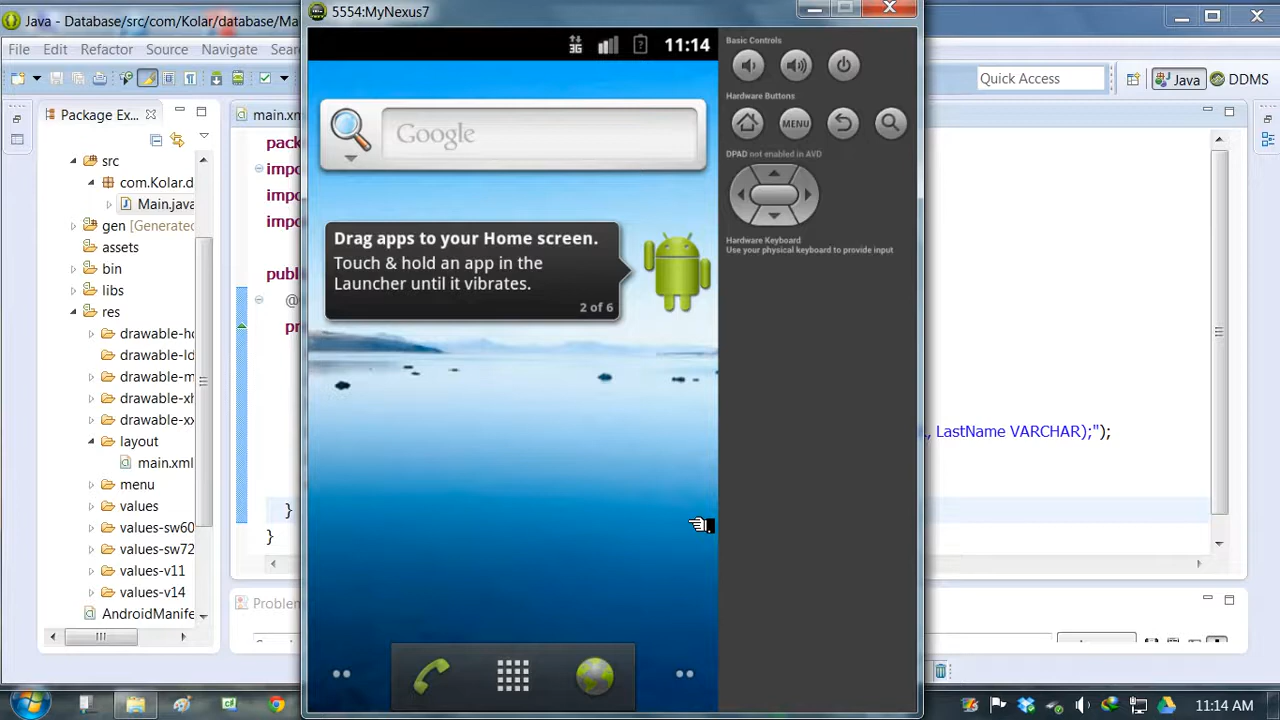 Java - Database/src/com/Kolar/database/Ma
5554:MyNexus7
File Edit Refactor Source Navigate Sear
Quick Access
Java
DDMS
Package Ex...
src
com.Kolar.d
Main.java
gen [Generated
assets
bin
libs
res
drawable-hd
drawable-ld
drawable-m
drawable-xh
drawable-xx
layout
main.xml
menu
values
values-sw60
values-sw72
values-v11
values-v14
AndroidManife
main.xm
pack
impo
impo
impo
publ
@
pr
}
}
, LastName VARCHAR);");
Problem
3G
11:14
Google
Drag apps to your Home screen.
Touch & hold an app in the
Launcher until it vibrates.
2 of 6
Basic Controls
Hardware Buttons
MENU
DPAD not enabled in AVD
Hardware Keyboard
Use your physical keyboard to provide input
11:14 AM